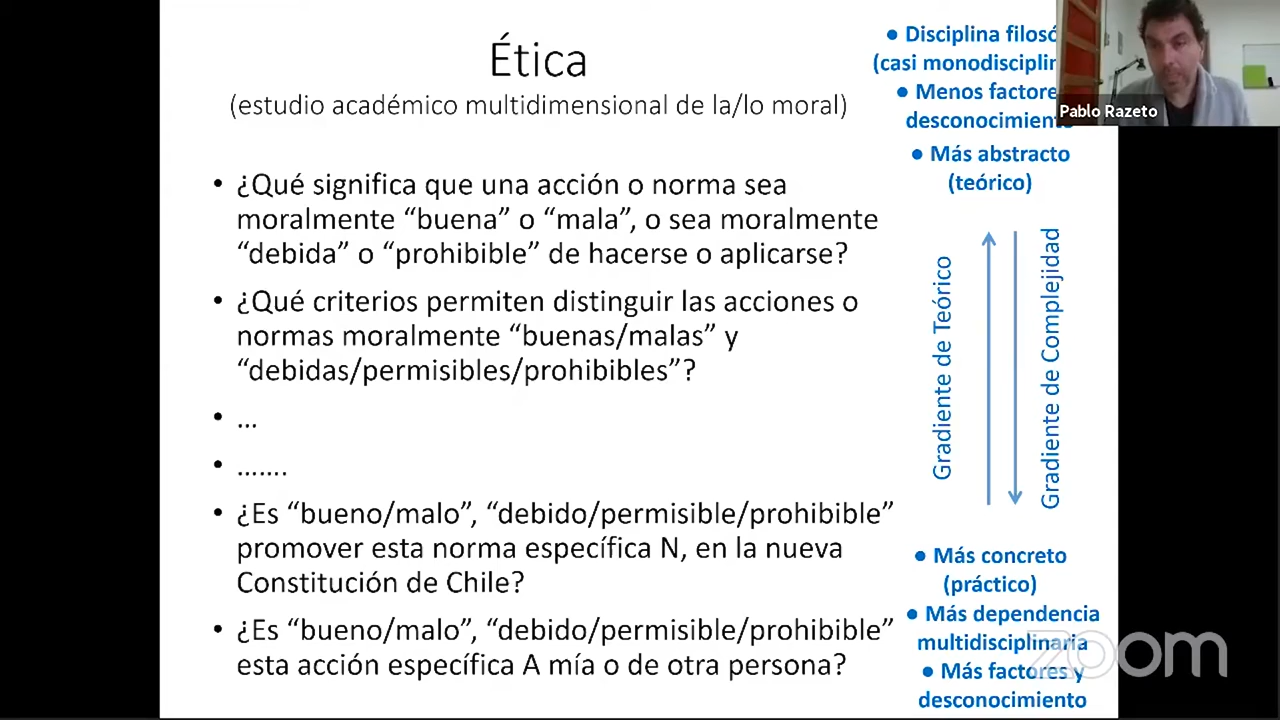 Ética
(estudio académico multidimensional de la/lo moral)
• ¿Qué significa que una acción o norma sea
moralmente “buena” o “mala”, o sea moralmente
“debida” o “prohibible” de hacerse o aplicarse?
• ¿Qué criterios permiten distinguir las acciones o
normas moralmente “buenas/malas” y
“debidas/permisibles/prohibibles”?
• ...
• .......
• ¿Es “bueno/malo”, “debido/permisible/prohibible”
promover esta norma específica N, en la nueva
Constitución de Chile?
• ¿Es “bueno/malo”, “debido/permisible/prohibible”
esta acción específica A mía o de otra persona?
• Disciplina
(casi
• Menos
• Más abstracto
(teórico)
Gradiente de Teórico
Gradiente de Complejidad
• Más concreto
(práctico)
• Más dependencia
multidisciplinaria
• Más factores y
desconocimiento
Pablo Razeto
zoom